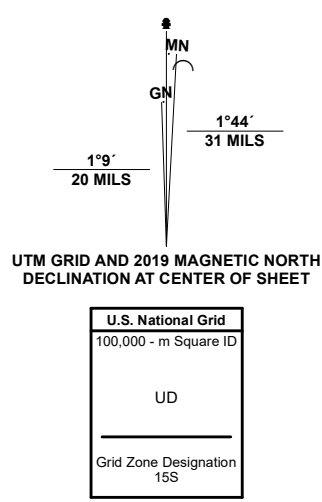 MN
GN
1°44´
31 MILS
1°9´
20 MILS
UTM GRID AND 2019 MAGNETIC NORTH
DECLINATION AT CENTER OF SHEET
U.S. National Grid
100,000 - m Square ID
UD
Grid Zone Designation
15S